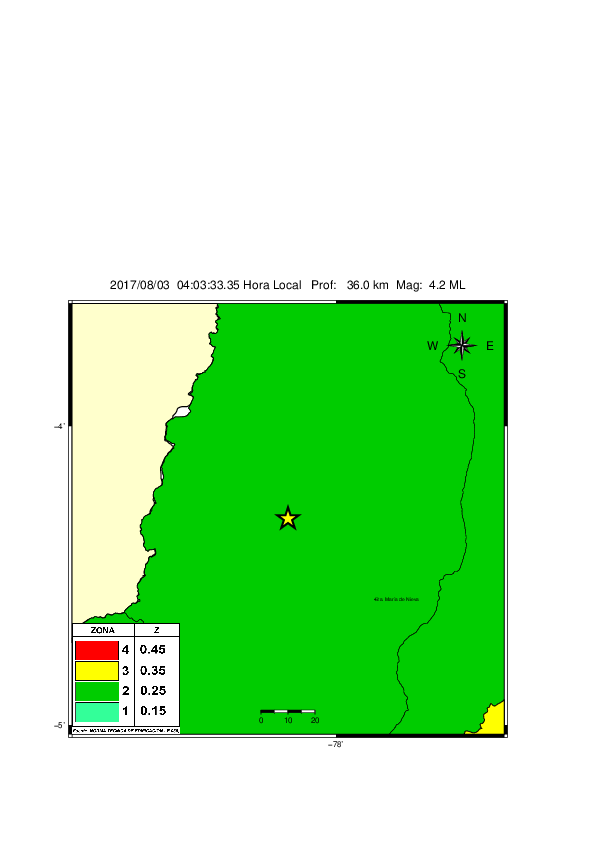 2017/08/03 04:03:33.35 Hora Local Prof: 36.0 km Mag: 4.2 ML
N
W E
S
-4˚
Sta. María de Nieva
ZONA Z
4 0.45
3 0.35
2 0.25
1 0.15
0 10 20
-5˚
-78˚